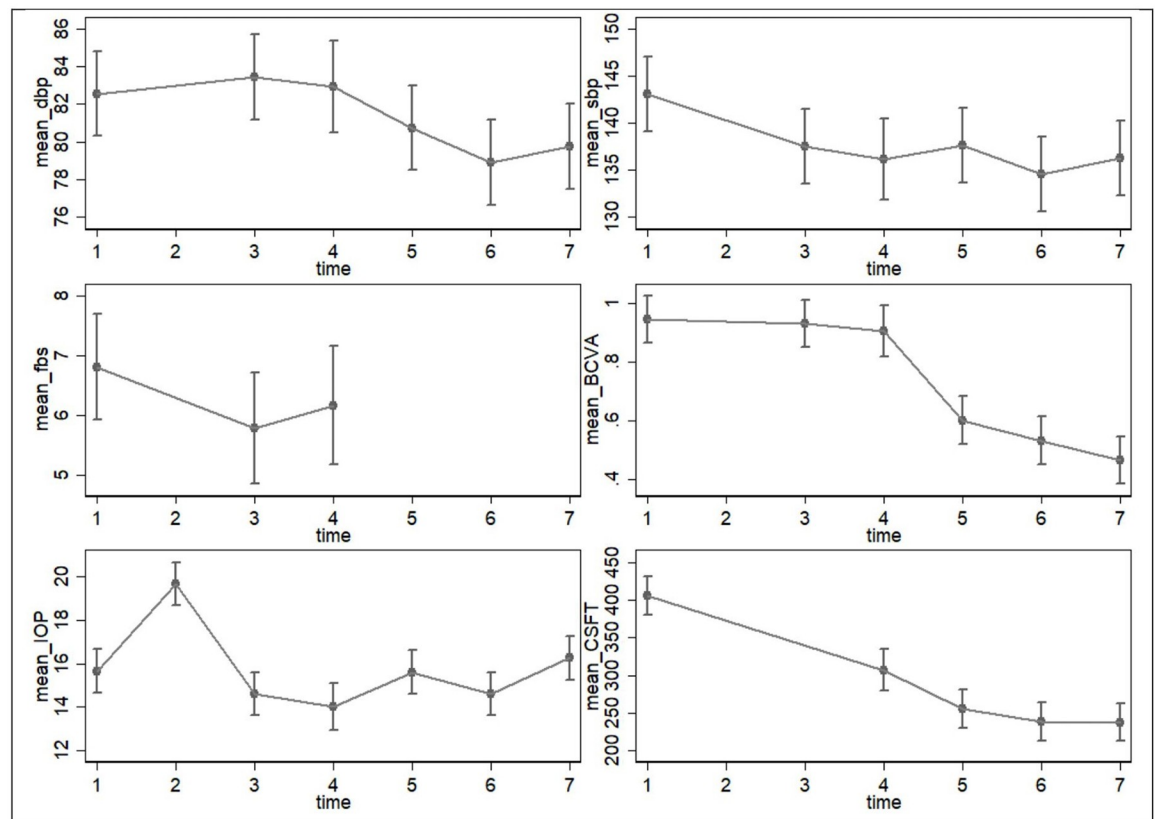 mean_dbp
76 78 80 82 84 86
1 2 3 4 5 6 7
time
mean_sbp
130 135 140 145 150
1 2 3 4 5 6 7
time
mean_fbs
5 6 7 8
1 2 3 4 5 6 7
time
mean_BCVA
.4 .6 .8 1
1 2 3 4 5 6 7
time
mean_IOP
12 14 16 18 20
1 2 3 4 5 6 7
time
mean_CSFT
200 250 300 350 400 450
1 2 3 4 5 6 7
time